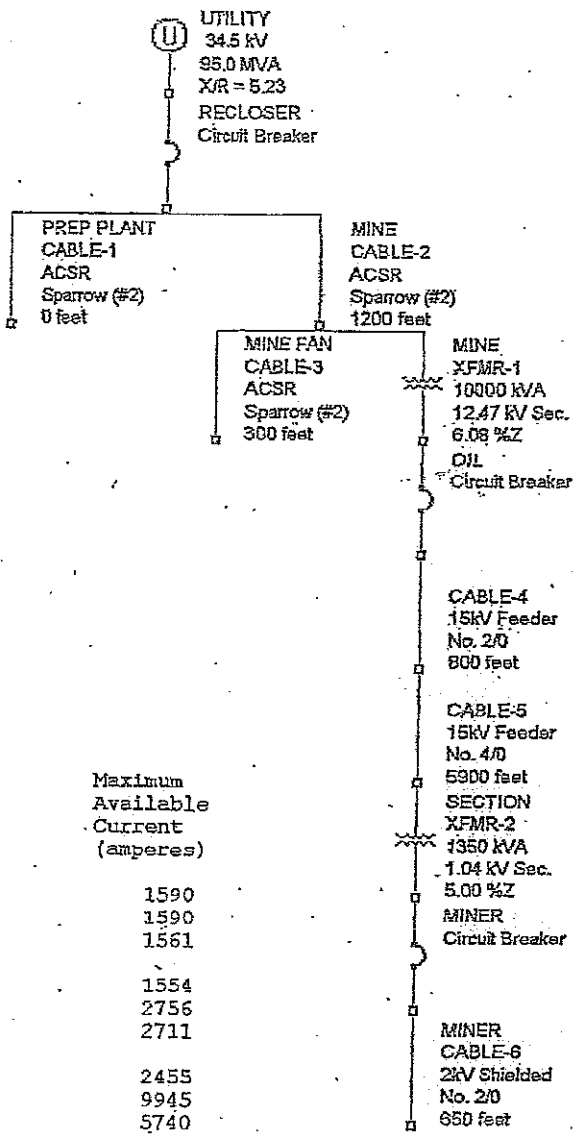 U
UTILITY
34.5 kV
95.0 MVA
X/R = 5.23
RECLOSER
Circuit Breaker
PREP PLANT
CABLE-1
ACSR
Sparrow (#2)
0 feet
MINE
CABLE-2
ACSR
Sparrow (#2)
1200 feet
MINE FAN
CABLE-3
ACSR
Sparrow (#2)
300 feet
MINE
XFMR-1
10000 kVA
12.47 kV Sec.
6.08 %Z
OIL
Circuit Breaker
CABLE-4
15kV Feeder
No. 2/0
800 feet
CABLE-5
15kV Feeder
No. 4/0
5900 feet
SECTION
XFMR-2
1350 kVA
1.04 kV Sec.
5.00 %Z
MINER
Circuit Breaker
MINER
CABLE-6
2kV Shielded
No. 2/0
650 feet
Maximum
Available
Current
(amperes)
1590
1590
1561
1554
2756
2711
2455
9945
5740